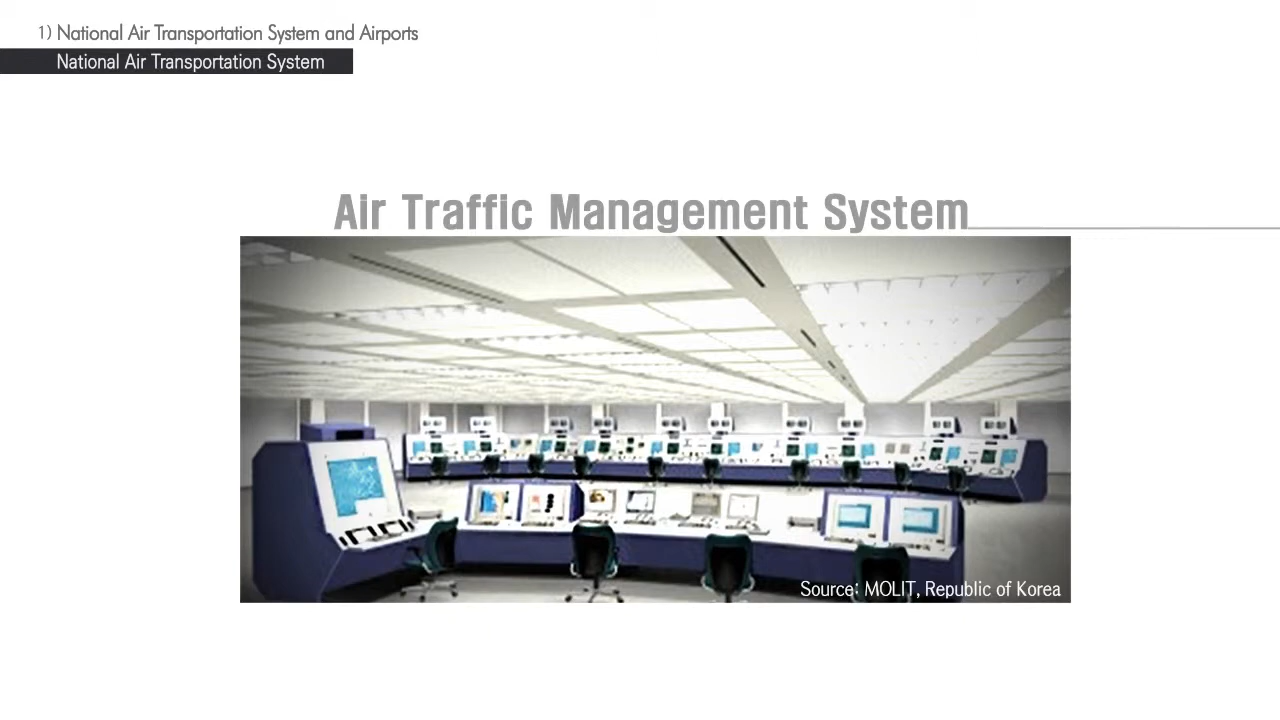 1) National Air Transportation System and Airports
National Air Transportation System
Air Traffic Management System
Source: MOLIT, Republic of Korea